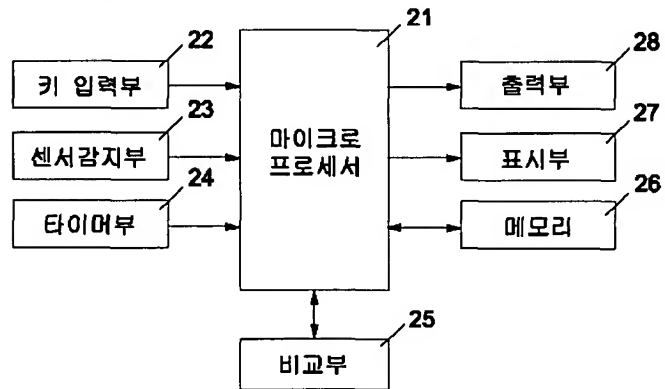 22
키 입력부
23
센서감지부
24
타이머부
21
마이크로
프로세서
28
출력부
27
표시부
26
메모리
25
비교부